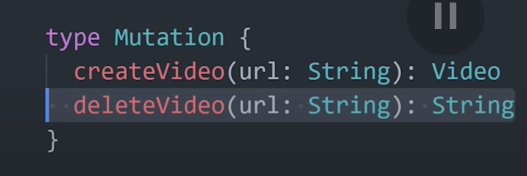 type Mutation {
  createVideo(url: String): Video
  deleteVideo(url: String): String
}